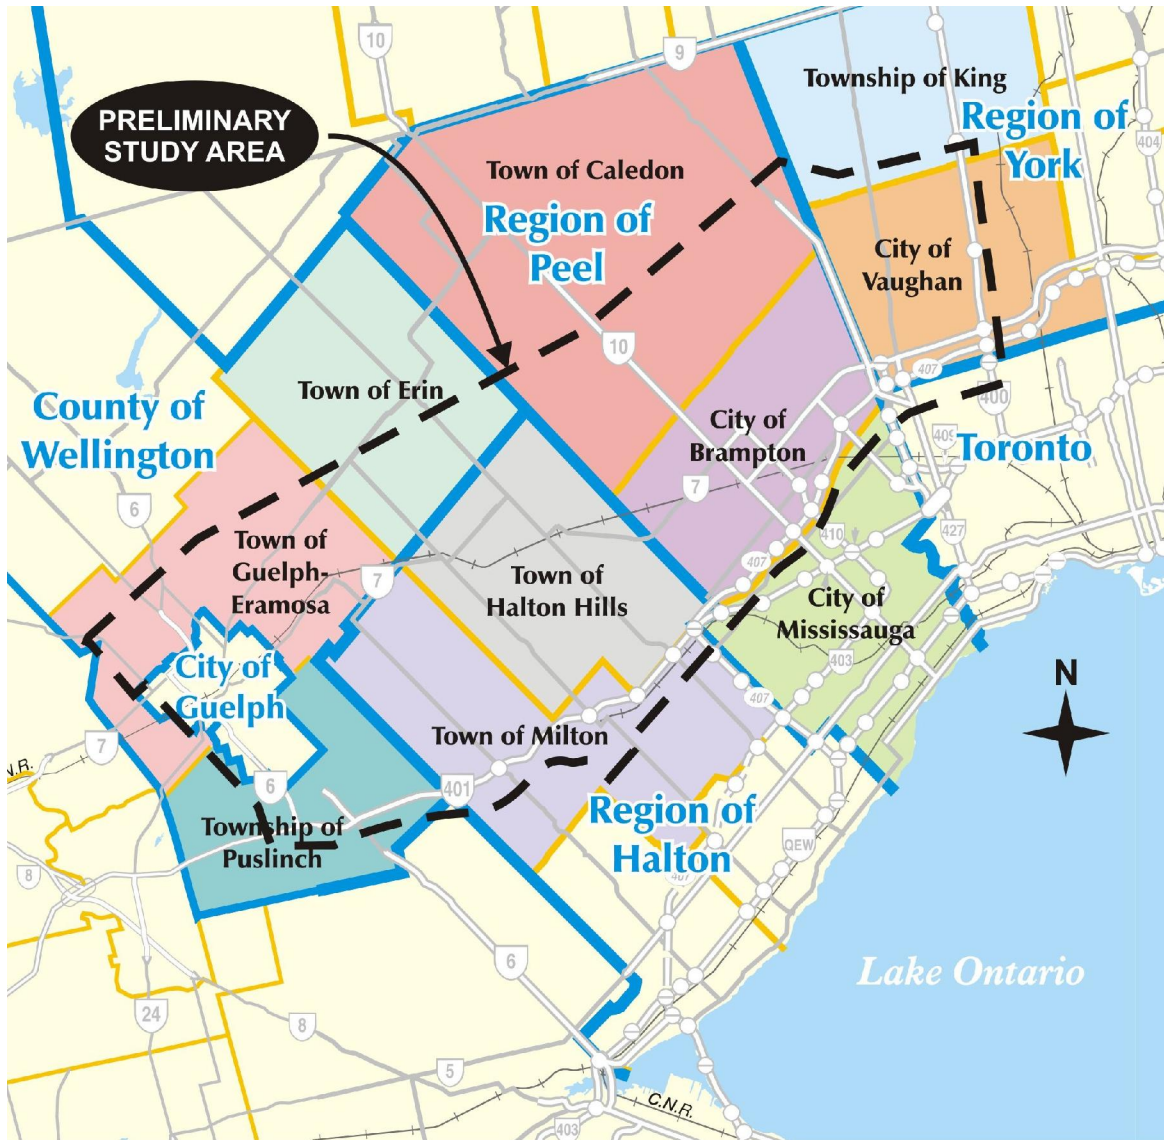 10
9
Township of King
PRELIMINARY
STUDY AREA
Region of
York
404
Town of Caledon
Region of
Peel
City of
Vaughan
10
407
400
Town of Erin
County of
Wellington
City of
Brampton
409
Toronto
6
7
427
410
Town of
Guelph-
Eramosa
7
407
Town of
Halton Hills
City of
Mississauga
403
City of
Guelph
407
N
7
Town of Milton
N.R.
6
401
Region of
Halton
Township of
Puslinch
QEW
407
8
6
Lake Ontario
24
8
5
C.N.R.
403